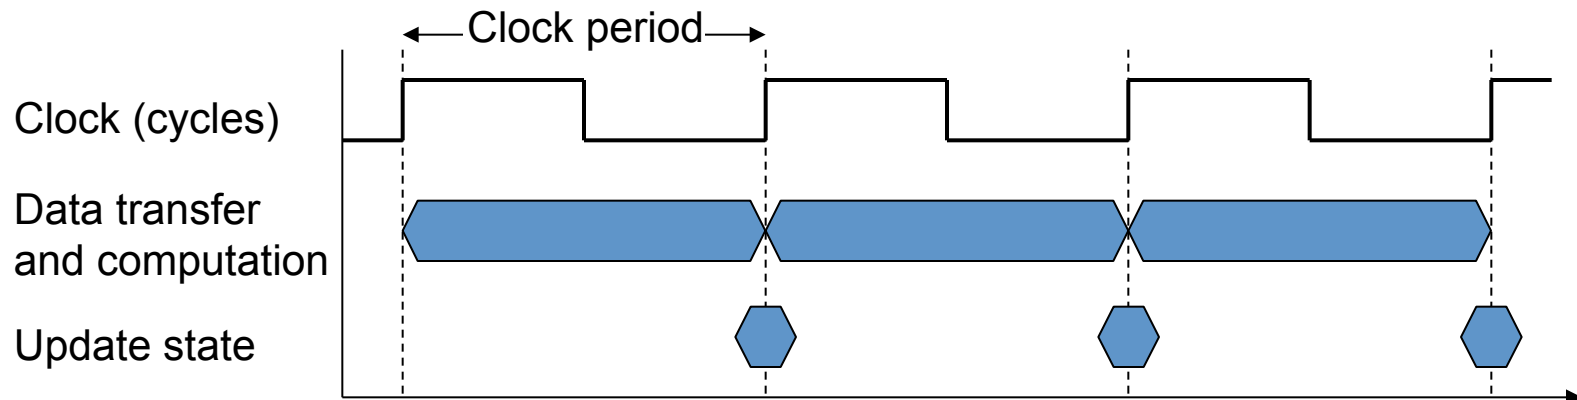 Clock period
Clock (cycles)
Data transfer
and computation
Update state